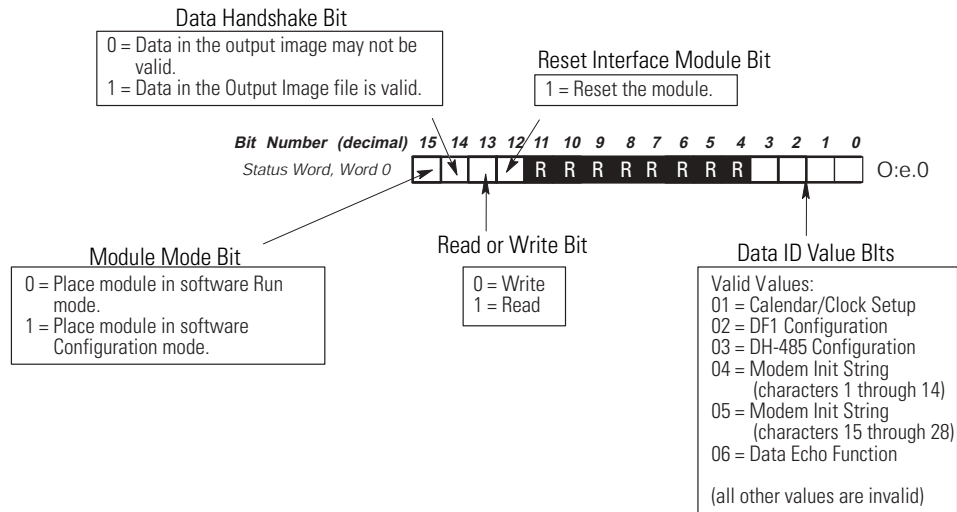 Data Handshake Bit
0 = Data in the output image may not be
valid.
1 = Data in the Output Image file is valid.
Reset Interface Module Bit
1 = Reset the module.
Bit Number (decimal) 15 14 13 12 11 10 9 8 7 6 5 4 3 2 1 0
Status Word, Word 0 R R R R R R R R O:e.0
Module Mode Bit
0 = Place module in software Run
mode.
1 = Place module in software
Configuration mode.
Read or Write Bit
0 = Write
1 = Read
Data ID Value BIts
Valid Values:
01 = Calendar/Clock Setup
02 = DF1 Configuration
03 = DH-485 Configuration
04 = Modem Init String
(characters 1 through 14)
05 = Modem Init String
(characters 15 through 28)
06 = Data Echo Function
(all other values are invalid)